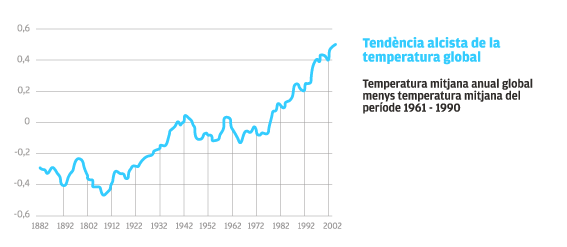 0,6
0,4
0,2
0
-0,2
-0,4
-0,6
1882 1892 1802 1812 1922 1932 1942 1952 1962 1972 1982 1992 2002
Tendència alcista de la
temperatura global
Temperatura mitjana anual global
menys temperatura mitjana del
període 1961 - 1990